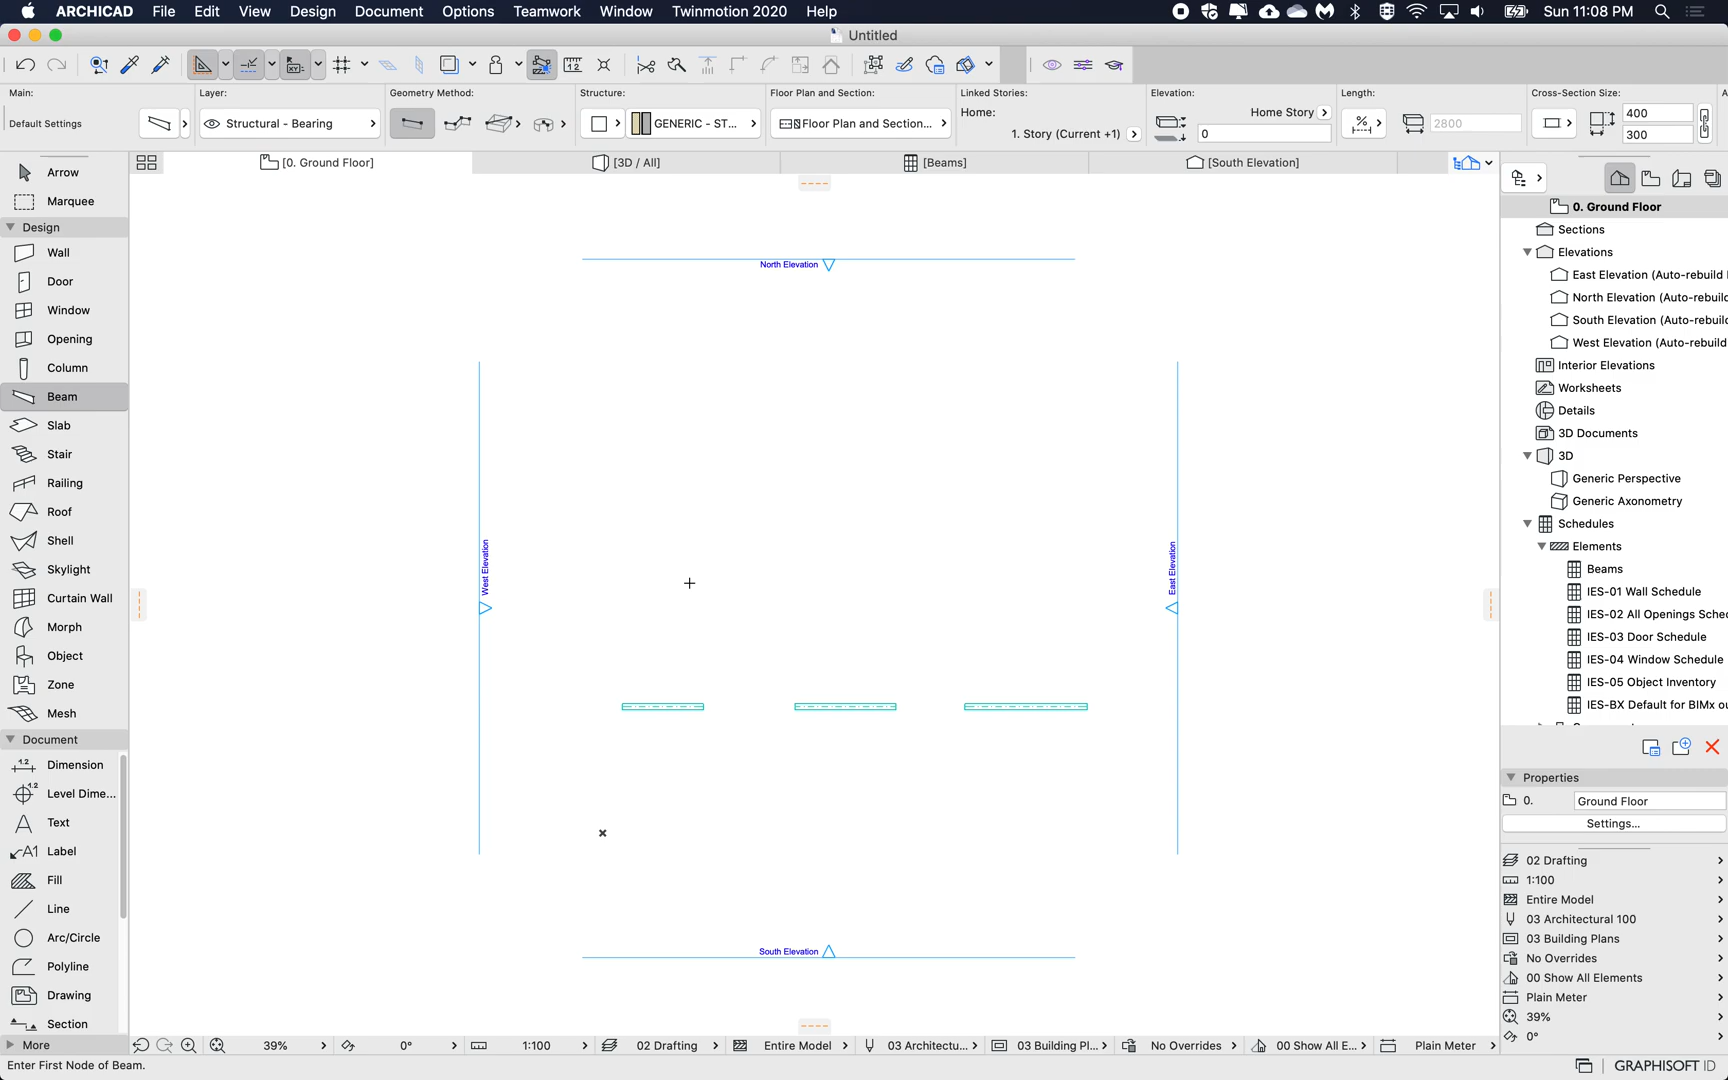 ARCHICAD File Edit View Design Document Options Teamwork Window Twinmotion 2020 Help Sun 11:08 PM
Untitled
Main: Layer: Geometry Method: Structure: Floor Plan and Section: Linked Stories: Elevation: Length: Cross-Section Size: A
Default Settings
Structural - Bearing
GENERIC - ST...
Floor Plan and Section...
Home:
1. Story (Current +1)
Home Story
0
2800
400
300
[0. Ground Floor]
[3D / All]
[Beams]
[South Elevation]
Arrow
Marquee
Design
Wall
Door
Window
Opening
Column
Beam
Slab
Stair
Railing
Roof
Shell
Skylight
Curtain Wall
Morph
Object
Zone
Mesh
Document
1.2 Dimension
1.2 Level Dime...
Text
A1 Label
Fill
Line
Arc/Circle
Polyline
Drawing
Section
More
North Elevation
West Elevation
East Elevation
South Elevation
0. Ground Floor
Sections
Elevations
East Elevation (Auto-rebuild
North Elevation (Auto-rebuild
South Elevation (Auto-rebuild
West Elevation (Auto-rebuild
Interior Elevations
Worksheets
Details
3D Documents
3D
Generic Perspective
Generic Axonometry
Schedules
Elements
Beams
IES-01 Wall Schedule
IES-02 All Openings Sche
IES-03 Door Schedule
IES-04 Window Schedule
IES-05 Object Inventory
IES-BX Default for BIMx ou
Properties
0. Ground Floor
Settings...
02 Drafting
1:100
Entire Model
03 Architectural 100
03 Building Plans
No Overrides
00 Show All Elements
Plain Meter
39%
0°
39% 0° 1:100 02 Drafting Entire Model 03 Architectu... 03 Building Pl... No Overrides 00 Show All E... Plain Meter
Enter First Node of Beam.
GRAPHISOFT ID